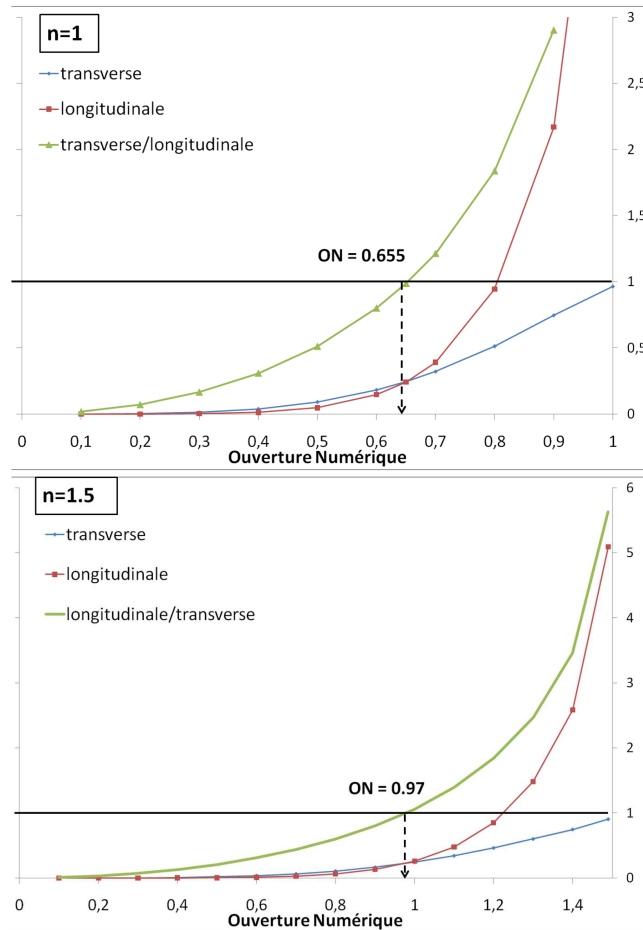 n=1
transverse
longitudinale
transverse/longitudinale
ON = 0.655
3
2,5
2
1,5
1
0,5
0
0 0,1 0,2 0,3 0,4 0,5 0,6 0,7 0,8 0,9 1
Ouverture Numérique
n=1.5
transverse
longitudinale
longitudinale/transverse
ON = 0.97
6
5
4
3
2
1
0
0 0,2 0,4 0,6 0,8 1 1,2 1,4
Ouverture Numérique